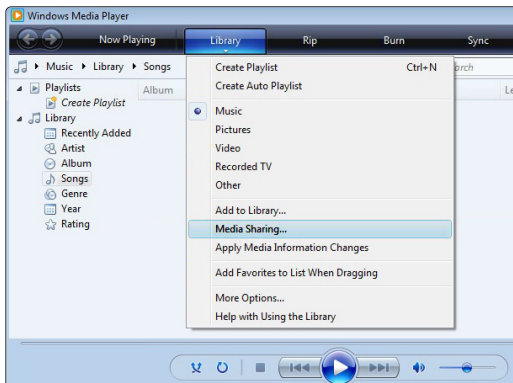 Windows Media Player
Now Playing Library Rip Burn Sync
Music Library Songs
Create Playlist Ctrl+N
Create Auto Playlist
Playlists
Create Playlist
Library
Recently Added
Artist
Album
Songs
Genre
Year
Rating
Album
Music
Pictures
Video
Recorded TV
Other
Add to Library...
Media Sharing...
Apply Media Information Changes
Add Favorites to List When Dragging
More Options...
Help with Using the Library